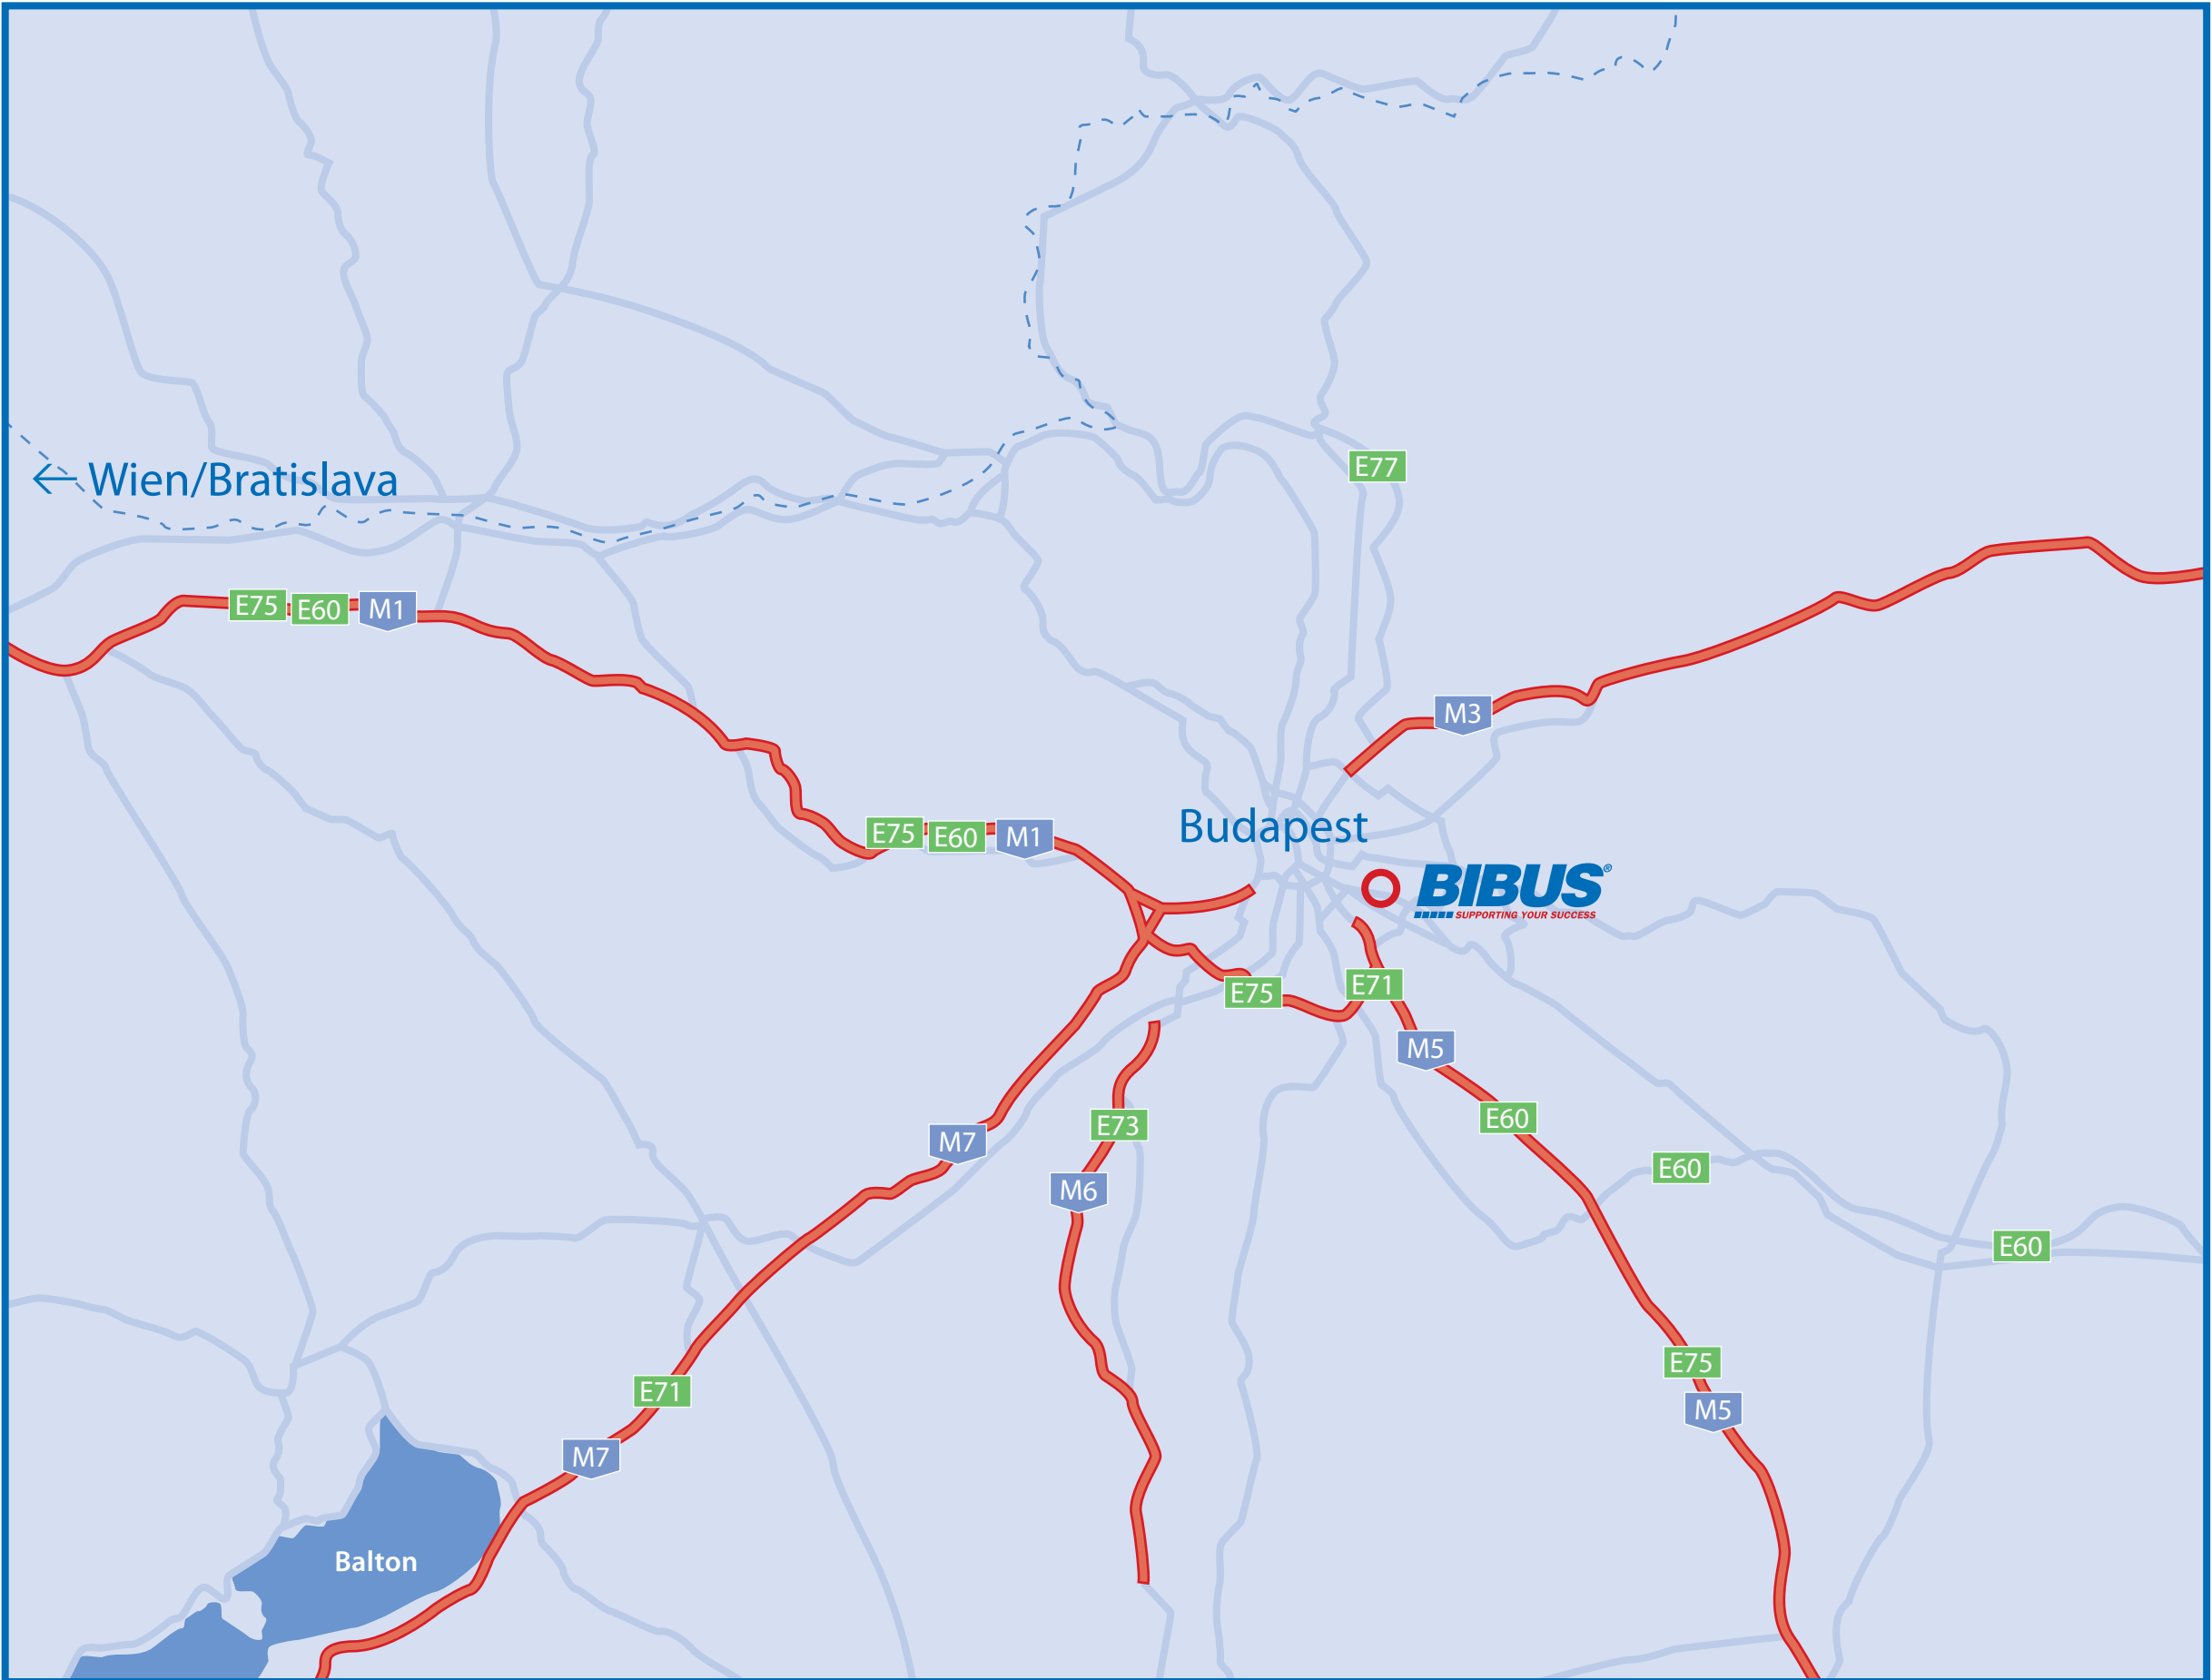 E77
← Wien/Bratislava
E75
E60
M1
M3
E75
E60
M1
Budapest
BIBUS®
SUPPORTING YOUR SUCCESS
E75
E71
M5
E73
E60
M7
M6
E60
E60
E71
E75
M5
M7
Balton